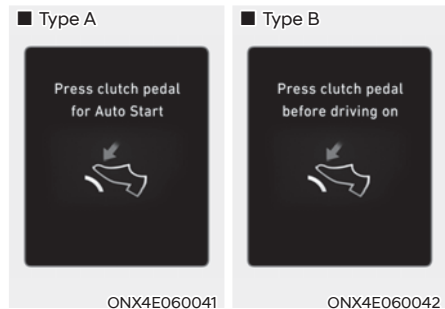 ■ Type A
Press clutch pedal
for Auto Start
ONX4E060041
■ Type B
Press clutch pedal
before driving on
ONX4E060042